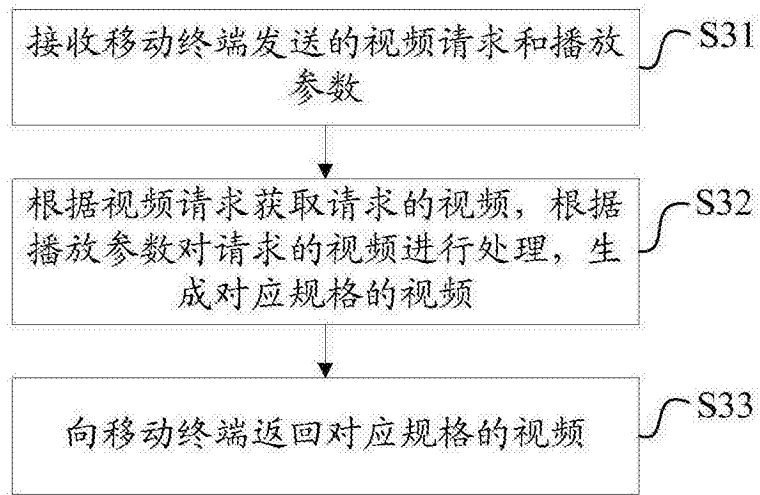 接收移动终端发送的视频请求和播放
参数
S31
根据视频请求获取请求的视频，根据
播放参数对请求的视频进行处理，生
成对应规格的视频
S32
向移动终端返回对应规格的视频
S33